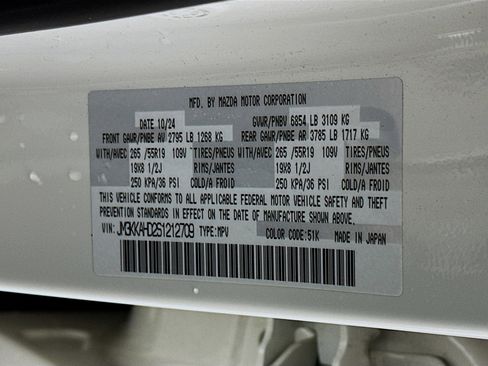 MFD. BY MAZDA MOTOR CORPORATION
DATE 10/24 GVWR/PNBV 6854 LB 3109 KG
FRONT GAWR/PNBE AV 2795 LB 1268 KG REAR GAWR/PNBE AR 3785 LB 1717 KG
WITH/AVEC 265 /55R19 109V TIRES/PNEUS WITH/AVEC 265 /55R19 109V TIRES/PNEUS
19X8 1/2J RIMS/JANTES 19X8 1/2J RIMS/JANTES
250 KPA/36 PSI COLD/A FROID 250 KPA/36 PSI COLD/A FROID
THIS VEHICLE CONFORMS TO ALL APPLICABLE FEDERAL MOTOR VEHICLE SAFETY AND THEFT
PREVENTION STANDARDS IN EFFECT ON THE DATE OF MANUFACTURE SHOWN ABOVE.
VIN: JM3KKAHD2S1212709 TYPE: MPV COLOR CODE: 51K MADE IN JAPAN